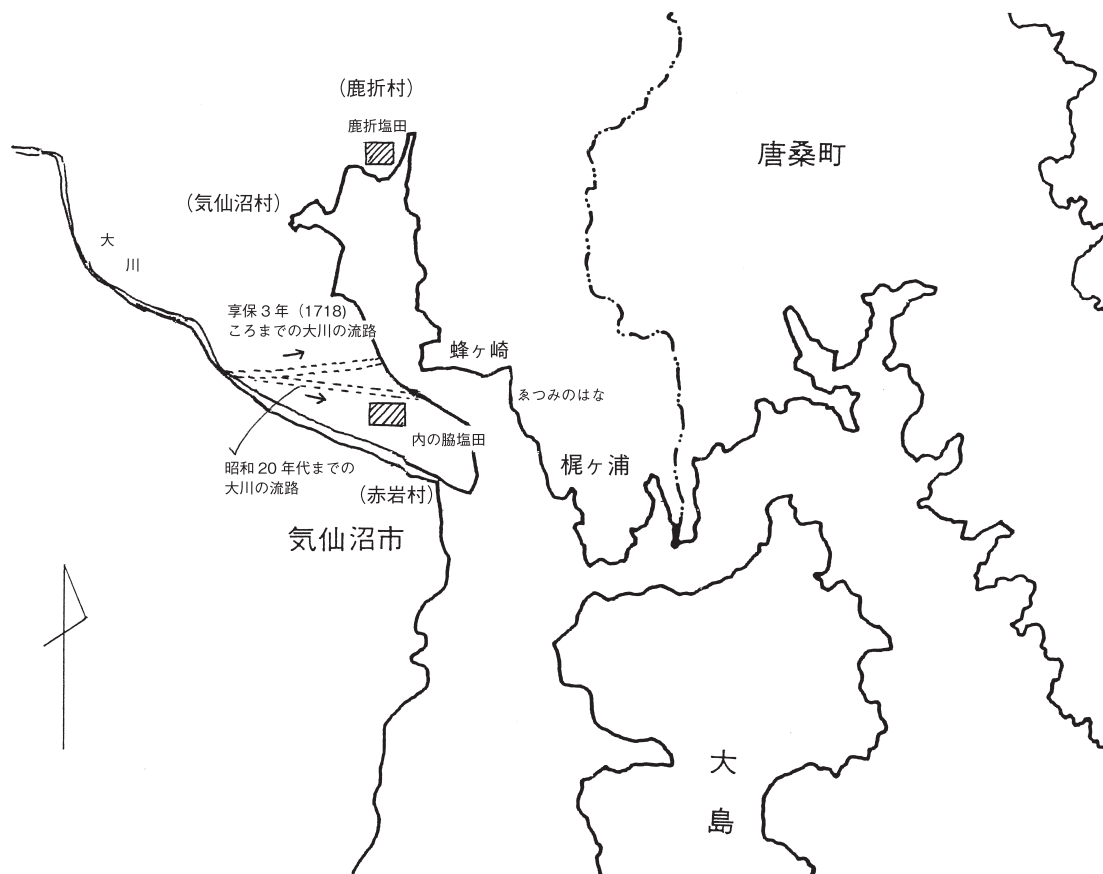 (鹿折村)
鹿折塩田
唐桑町
(気仙沼村)
大
川
享保3年(1718)
ころまでの大川の流路
蜂ヶ崎
ゑつみのはな
内の脇塩田
梶ヶ浦
昭和20年代までの
大川の流路
(赤岩村)
気仙沼市
大
島